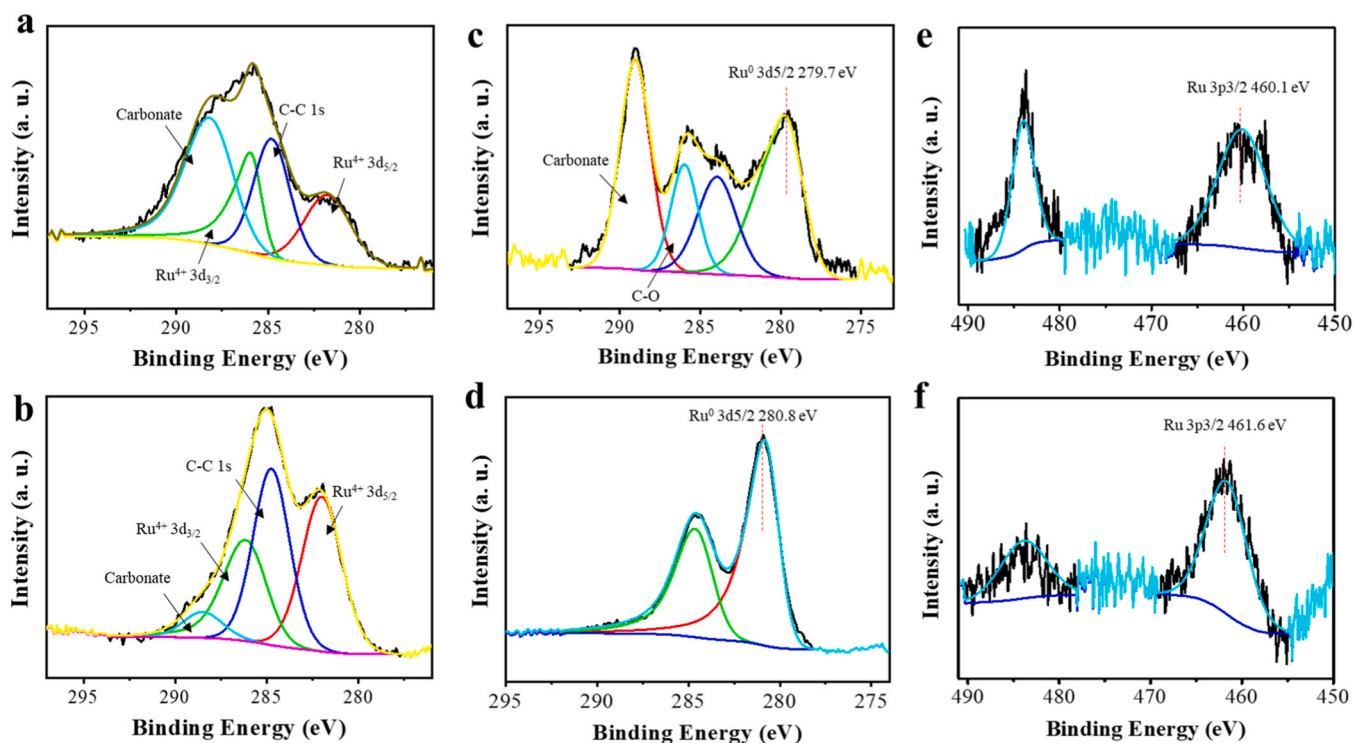 a
Intensity (a. u.)
Carbonate
C-C 1s
Ru⁴⁺ 3d₅/₂
Ru⁴⁺ 3d₃/₂
295 290 285 280
Binding Energy (eV)
c
Intensity (a. u.)
Ru⁰ 3d5/2 279.7 eV
Carbonate
C-O
295 290 285 280 275
Binding Energy (eV)
e
Intensity (a. u.)
Ru 3p3/2 460.1 eV
490 480 470 460 450
Binding Energy (eV)
b
Intensity (a. u.)
C-C 1s
Ru⁴⁺ 3d₅/₂
Ru⁴⁺ 3d₃/₂
Carbonate
295 290 285 280
Binding Energy (eV)
d
Intensity (a. u.)
Ru⁰ 3d5/2 280.8 eV
295 290 285 280 275
Binding Energy (eV)
f
Intensity (a. u.)
Ru 3p3/2 461.6 eV
490 480 470 460 450
Binding Energy (eV)